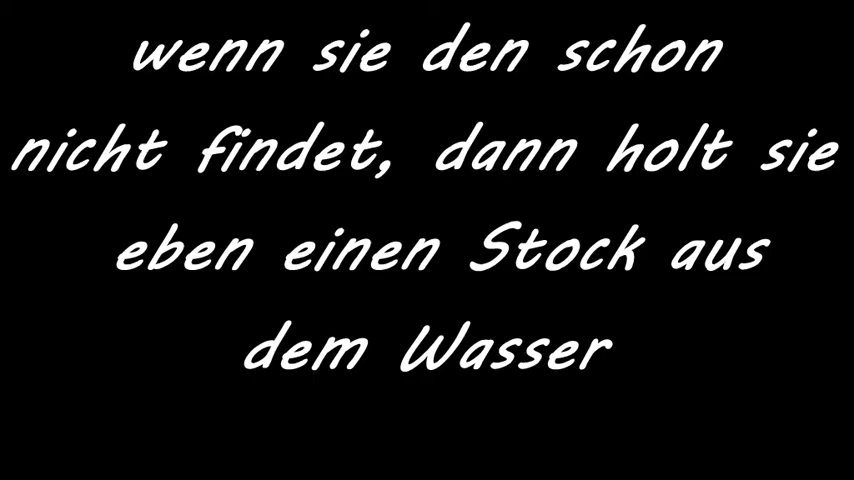 wenn sie den schon
nicht findet, dann holt sie
eben einen Stock aus
dem Wasser